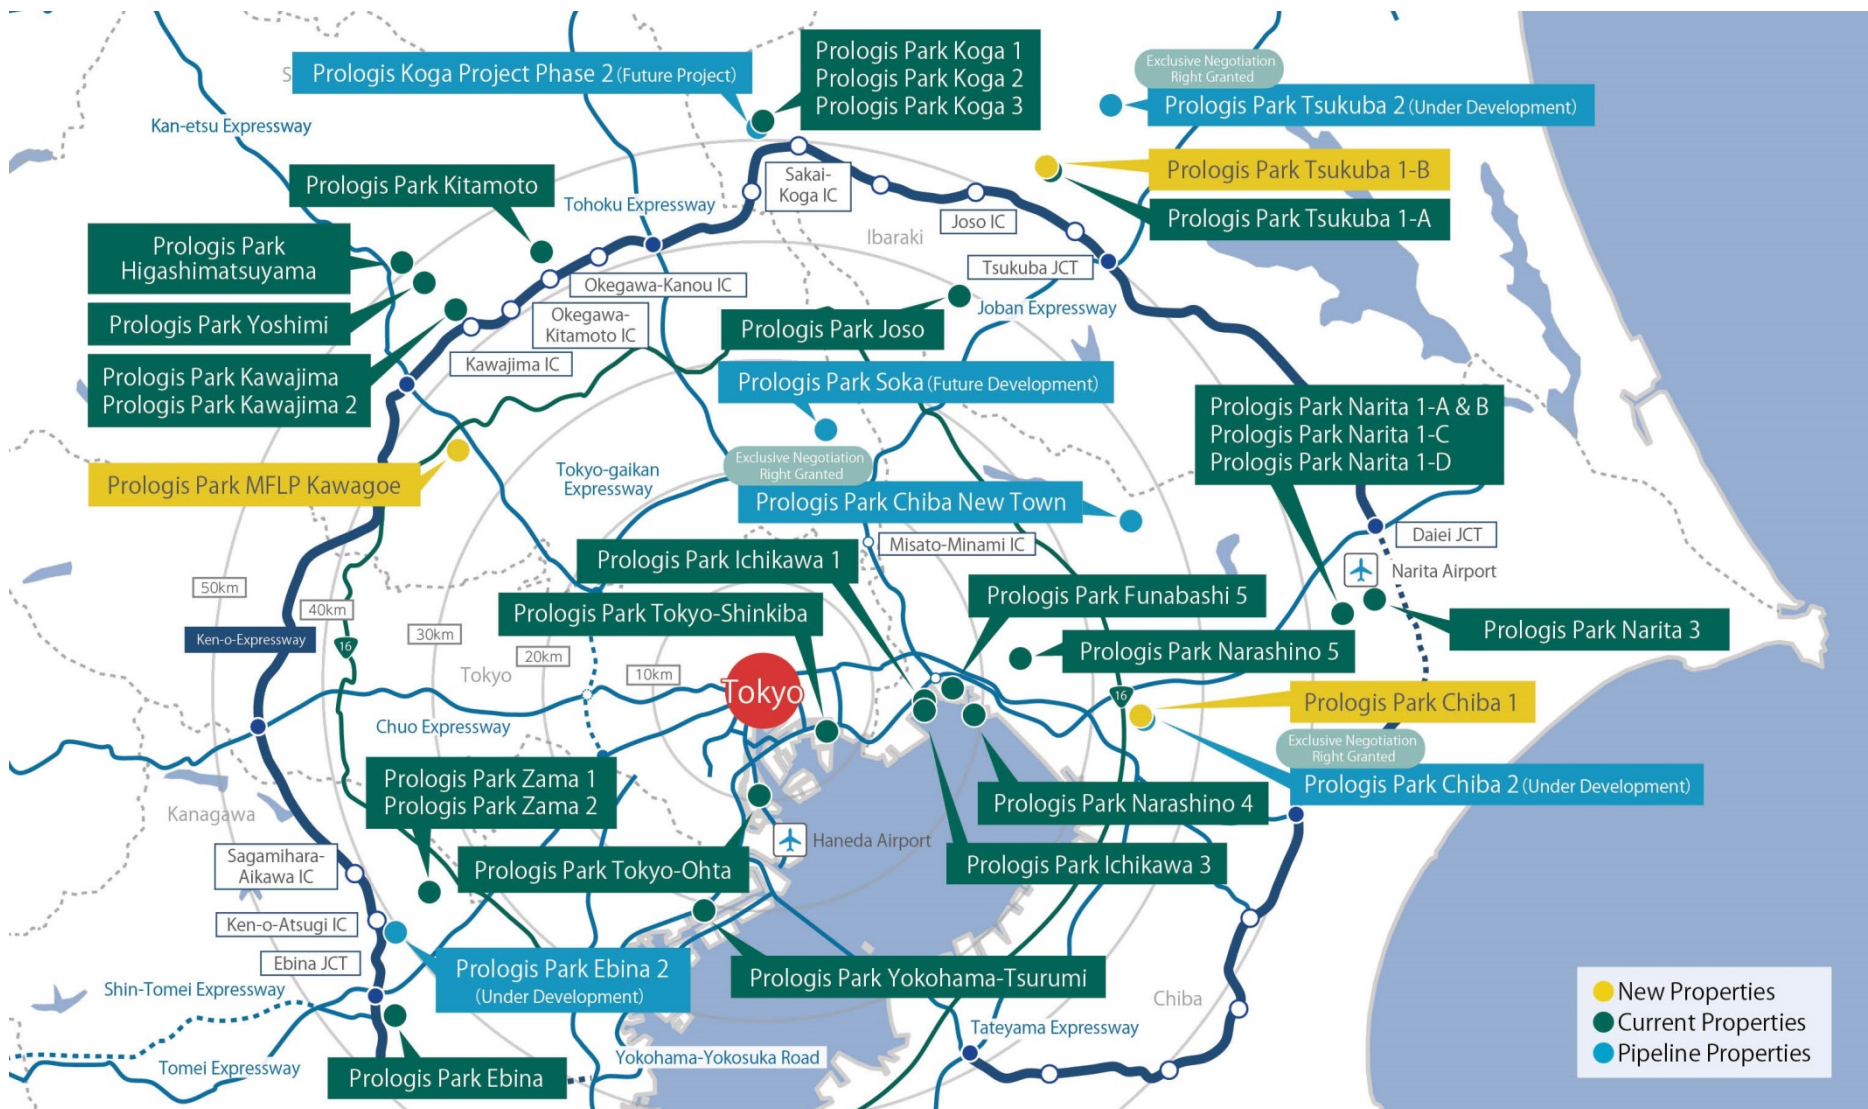 Prologis Koga Project Phase 2 (Future Project)
Prologis Park Koga 1
Prologis Park Koga 2
Prologis Park Koga 3
Exclusive Negotiation
Right Granted
Prologis Park Tsukuba 2 (Under Development)
Kan-etsu Expressway
Prologis Park Tsukuba 1-B
Prologis Park Kitamoto
Sakai-
Koga IC
Tohoku Expressway
Joso IC
Prologis Park Tsukuba 1-A
Ibaraki
Prologis Park
Higashimatsuyama
Tsukuba JCT
Okegawa-Kanou IC
Joban Expressway
Prologis Park Yoshimi
Okegawa-
Kitamoto IC
Prologis Park Joso
Kawajima IC
Prologis Park Kawajima
Prologis Park Kawajima 2
Prologis Park Soka (Future Development)
Prologis Park Narita 1-A & B
Prologis Park Narita 1-C
Prologis Park Narita 1-D
Prologis Park MFLP Kawagoe
Tokyo-gaikan
Expressway
Exclusive Negotiation
Right Granted
Prologis Park Chiba New Town
Misato-Minami IC
Daiei JCT
Prologis Park Ichikawa 1
Narita Airport
50km
40km
30km
20km
10km
Prologis Park Tokyo-Shinkiba
Prologis Park Funabashi 5
Prologis Park Narita 3
Ken-o-Expressway
16
Prologis Park Narashino 5
Tokyo
Tokyo
16
Prologis Park Chiba 1
Chuo Expressway
Exclusive Negotiation
Right Granted
Prologis Park Chiba 2 (Under Development)
Prologis Park Zama 1
Prologis Park Zama 2
Prologis Park Narashino 4
Kanagawa
Haneda Airport
Sagamihara-
Aikawa IC
Prologis Park Tokyo-Ohta
Prologis Park Ichikawa 3
Ken-o-Atsugi IC
Ebina JCT
Prologis Park Ebina 2
(Under Development)
Prologis Park Yokohama-Tsurumi
Shin-Tomei Expressway
Chiba
New Properties
Current Properties
Pipeline Properties
Tateyama Expressway
Tomei Expressway
Yokohama-Yokosuka Road
Prologis Park Ebina